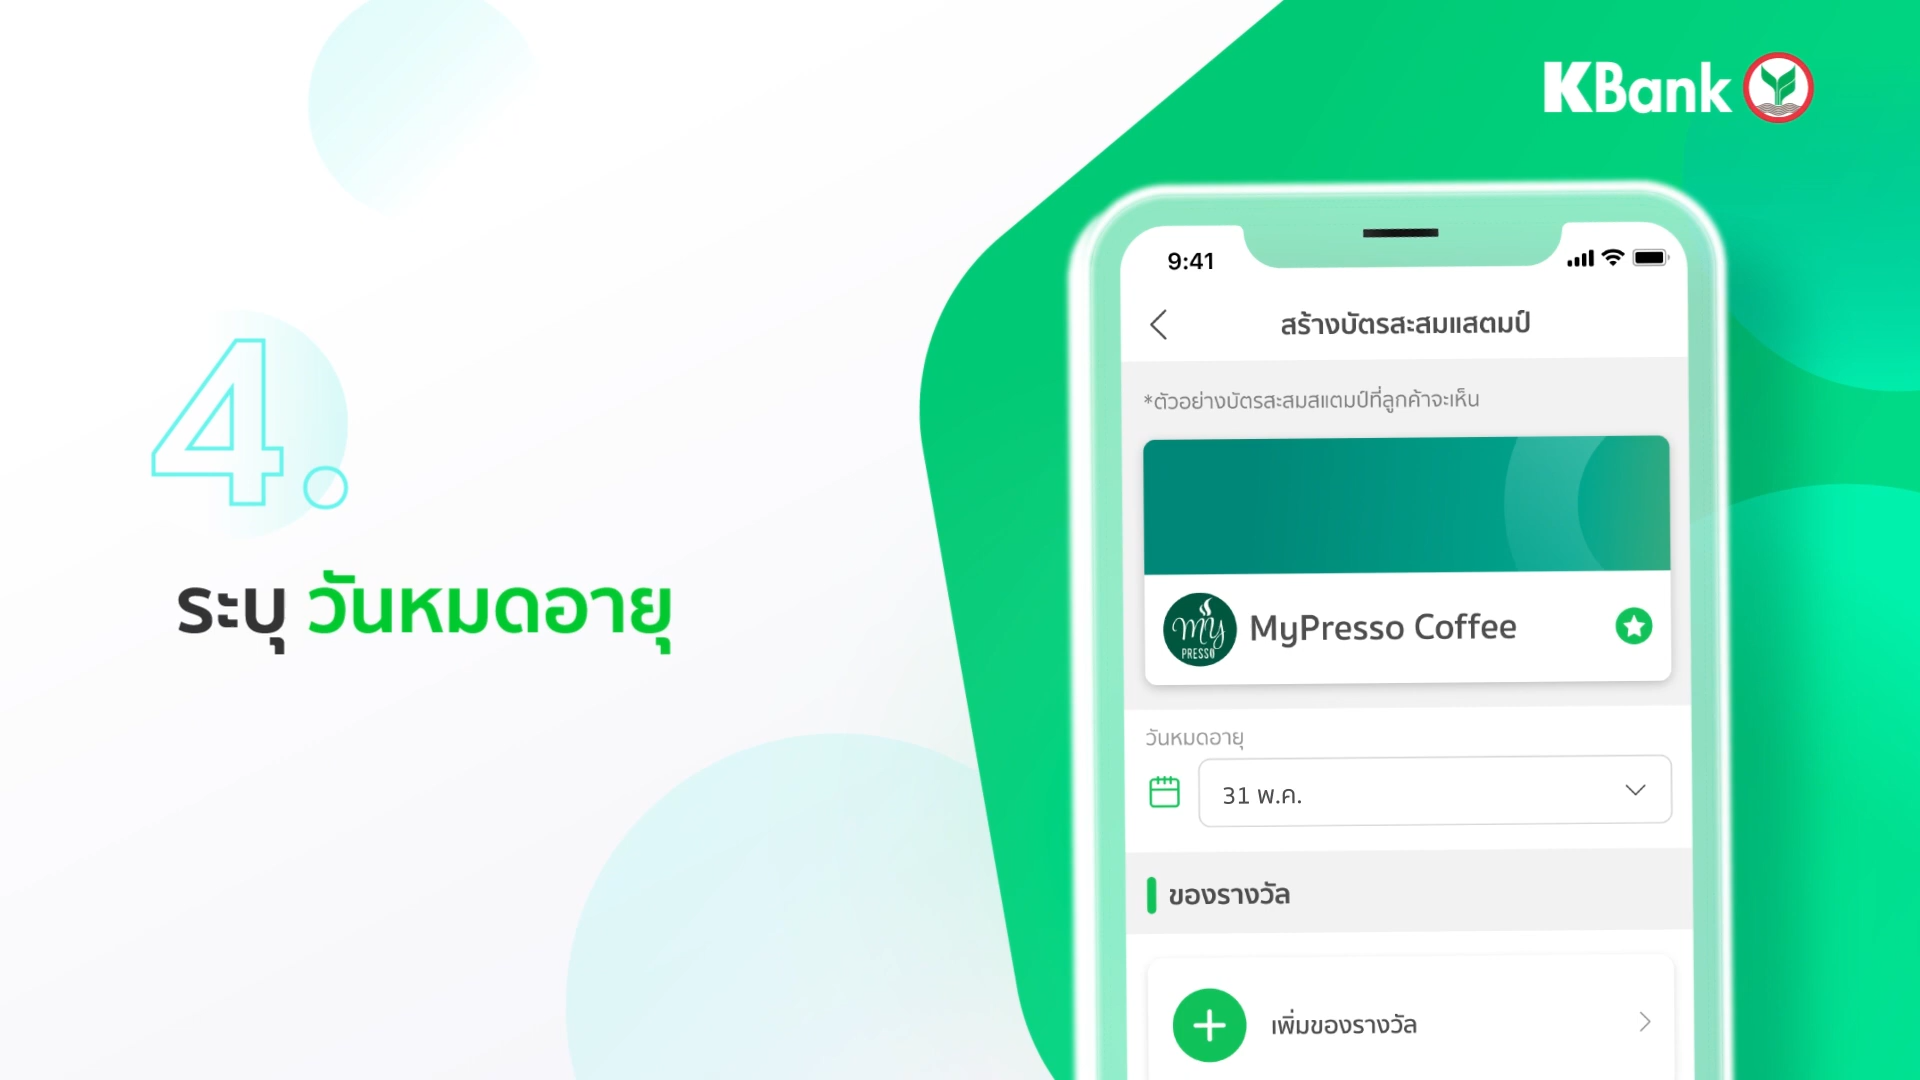 KBank
4.
ระบุ วันหมดอายุ
9:41
สร้างบัตรสะสมแสตมป์
*ตัวอย่างบัตรสะสมสแตมป์ที่ลูกค้าจะเห็น
my
PRESSO
MyPresso Coffee
วันหมดอายุ
31 พ.ค.
ของรางวัล
เพิ่มของรางวัล